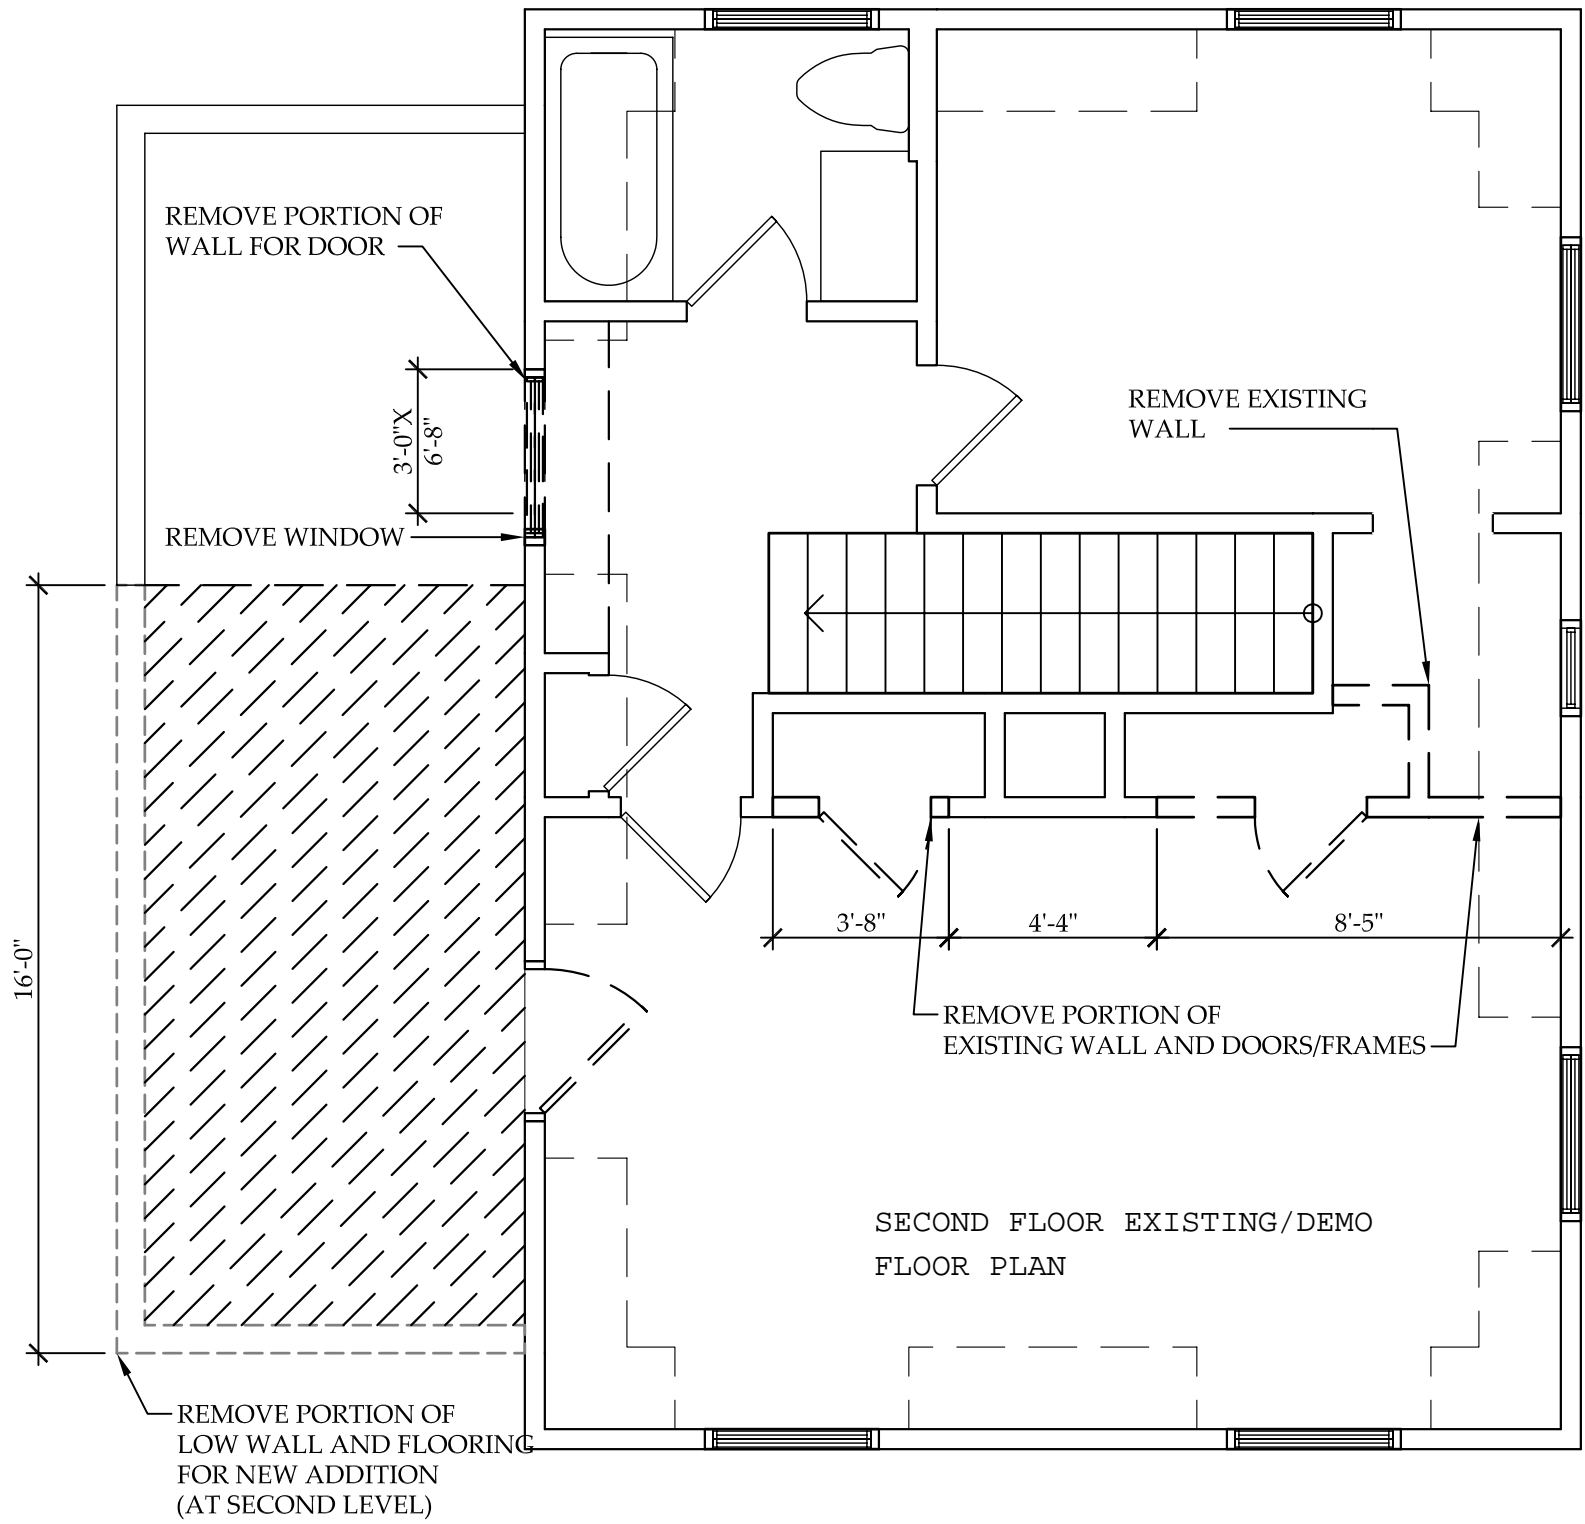 REMOVE PORTION OF
WALL FOR DOOR
3'-0"X
6'-8"
REMOVE WINDOW
REMOVE EXISTING
WALL
3'-8"
4'-4"
8'-5"
16'-0"
REMOVE PORTION OF
EXISTING WALL AND DOORS/FRAMES
SECOND FLOOR EXISTING/DEMO
FLOOR PLAN
REMOVE PORTION OF
LOW WALL AND FLOORING
FOR NEW ADDITION
(AT SECOND LEVEL)